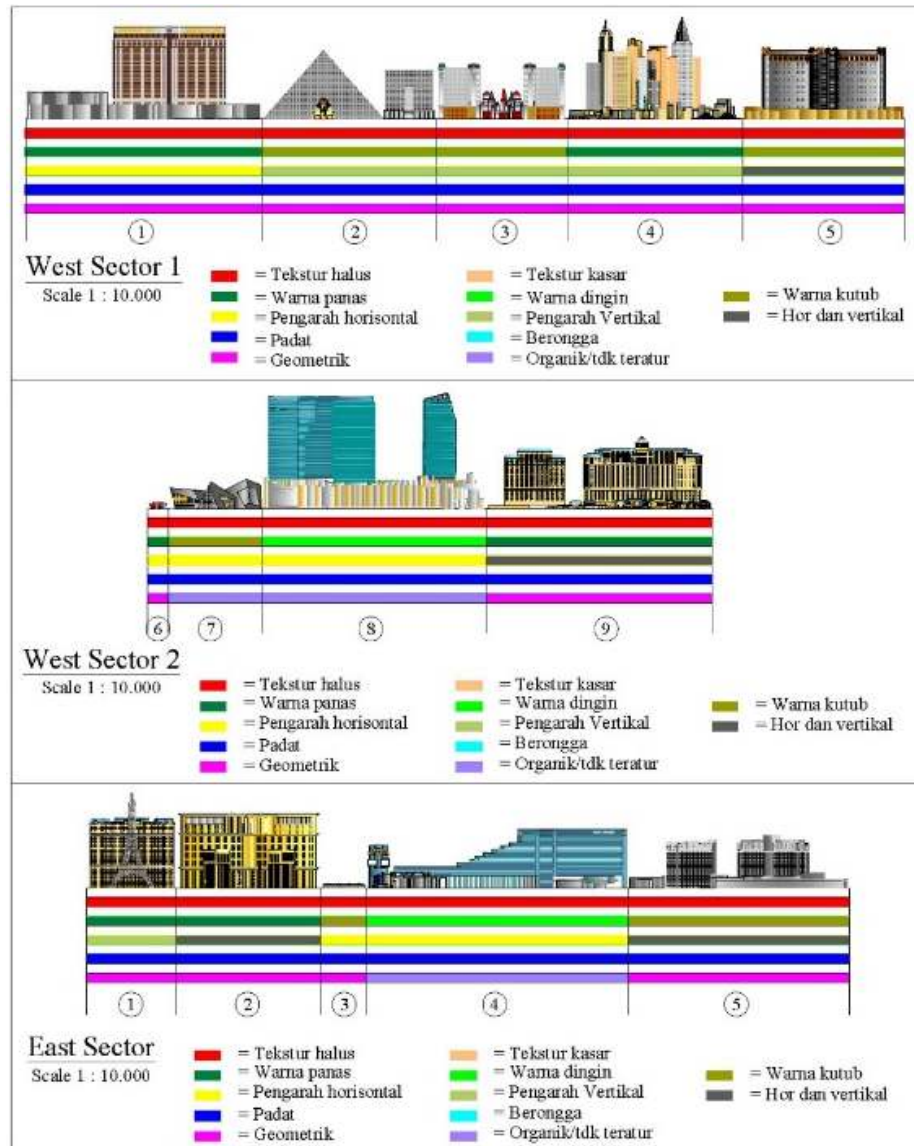 ① ② ③ ④ ⑤
West Sector 1
Scale 1 : 10.000
= Tekstur halus
= Warna panas
= Pengarah horisontal
= Padat
= Geometrik
= Tekstur kasar
= Warna dingin
= Pengarah Vertikal
= Berongga
= Organik/tdk teratur
= Warna kutub
= Hor dan vertikal
⑥ ⑦ ⑧ ⑨
West Sector 2
Scale 1 : 10.000
= Tekstur halus
= Warna panas
= Pengarah horisontal
= Padat
= Geometrik
= Tekstur kasar
= Warna dingin
= Pengarah Vertikal
= Berongga
= Organik/tdk teratur
= Warna kutub
= Hor dan vertikal
① ② ③ ④ ⑤
East Sector
Scale 1 : 10.000
= Tekstur halus
= Warna panas
= Pengarah horisontal
= Padat
= Geometrik
= Tekstur kasar
= Warna dingin
= Pengarah Vertikal
= Berongga
= Organik/tdk teratur
= Warna kutub
= Hor dan vertikal